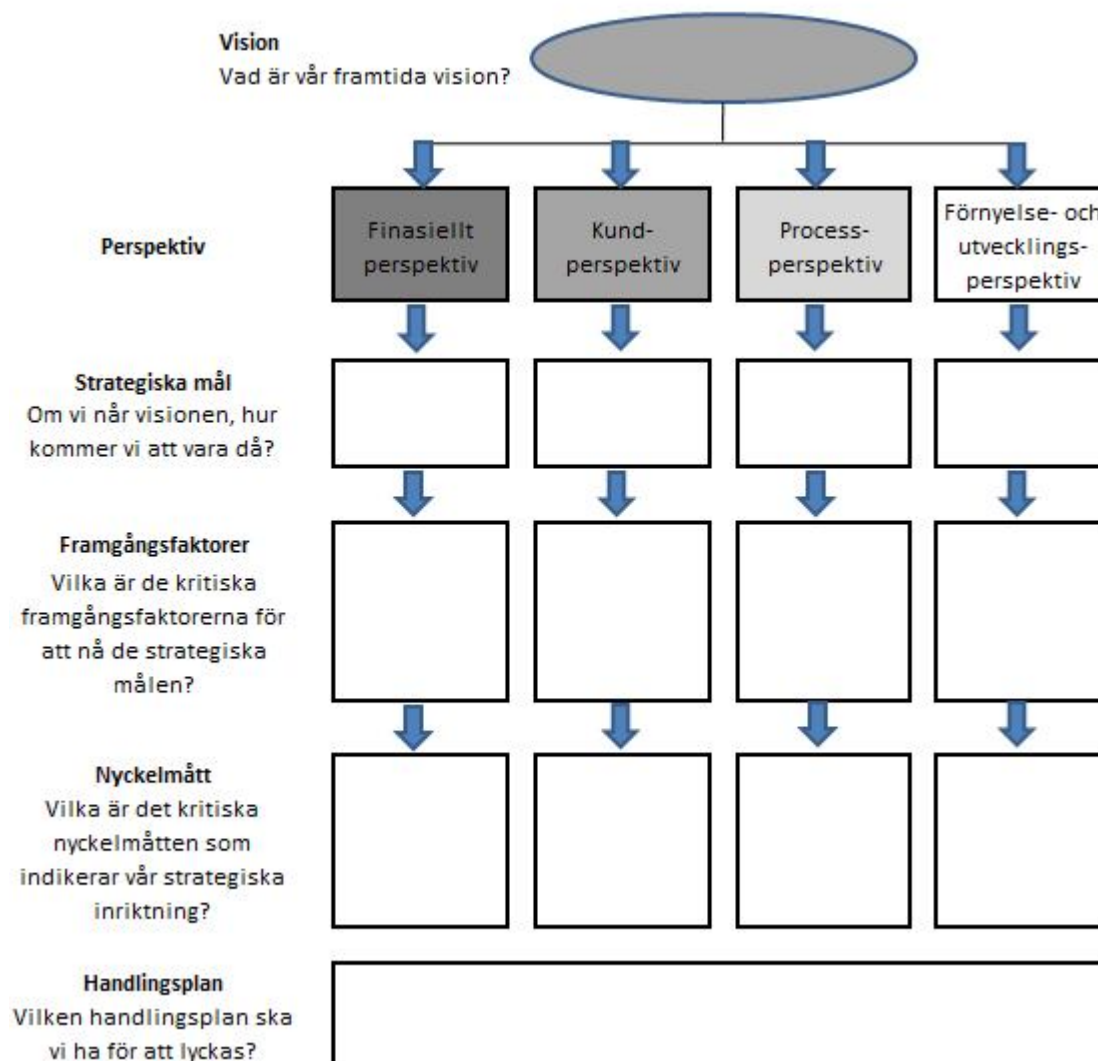 Vision
Vad är vår framtida vision?
Perspektiv
Finasiellt
perspektiv
Kund-
perspektiv
Process-
perspektiv
Förnyelse- och
utvecklings-
perspektiv
Strategiska mål
Om vi når visionen, hur
kommer vi att vara då?
Framgångsfaktorer
Vilka är de kritiska
framgångsfaktorerna för
att nå de strategiska
målen?
Nyckelmått
Vilka är det kritiska
nyckelmåtten som
indikerar vår strategiska
inriktning?
Handlingsplan
Vilken handlingsplan ska
vi ha för att lyckas?